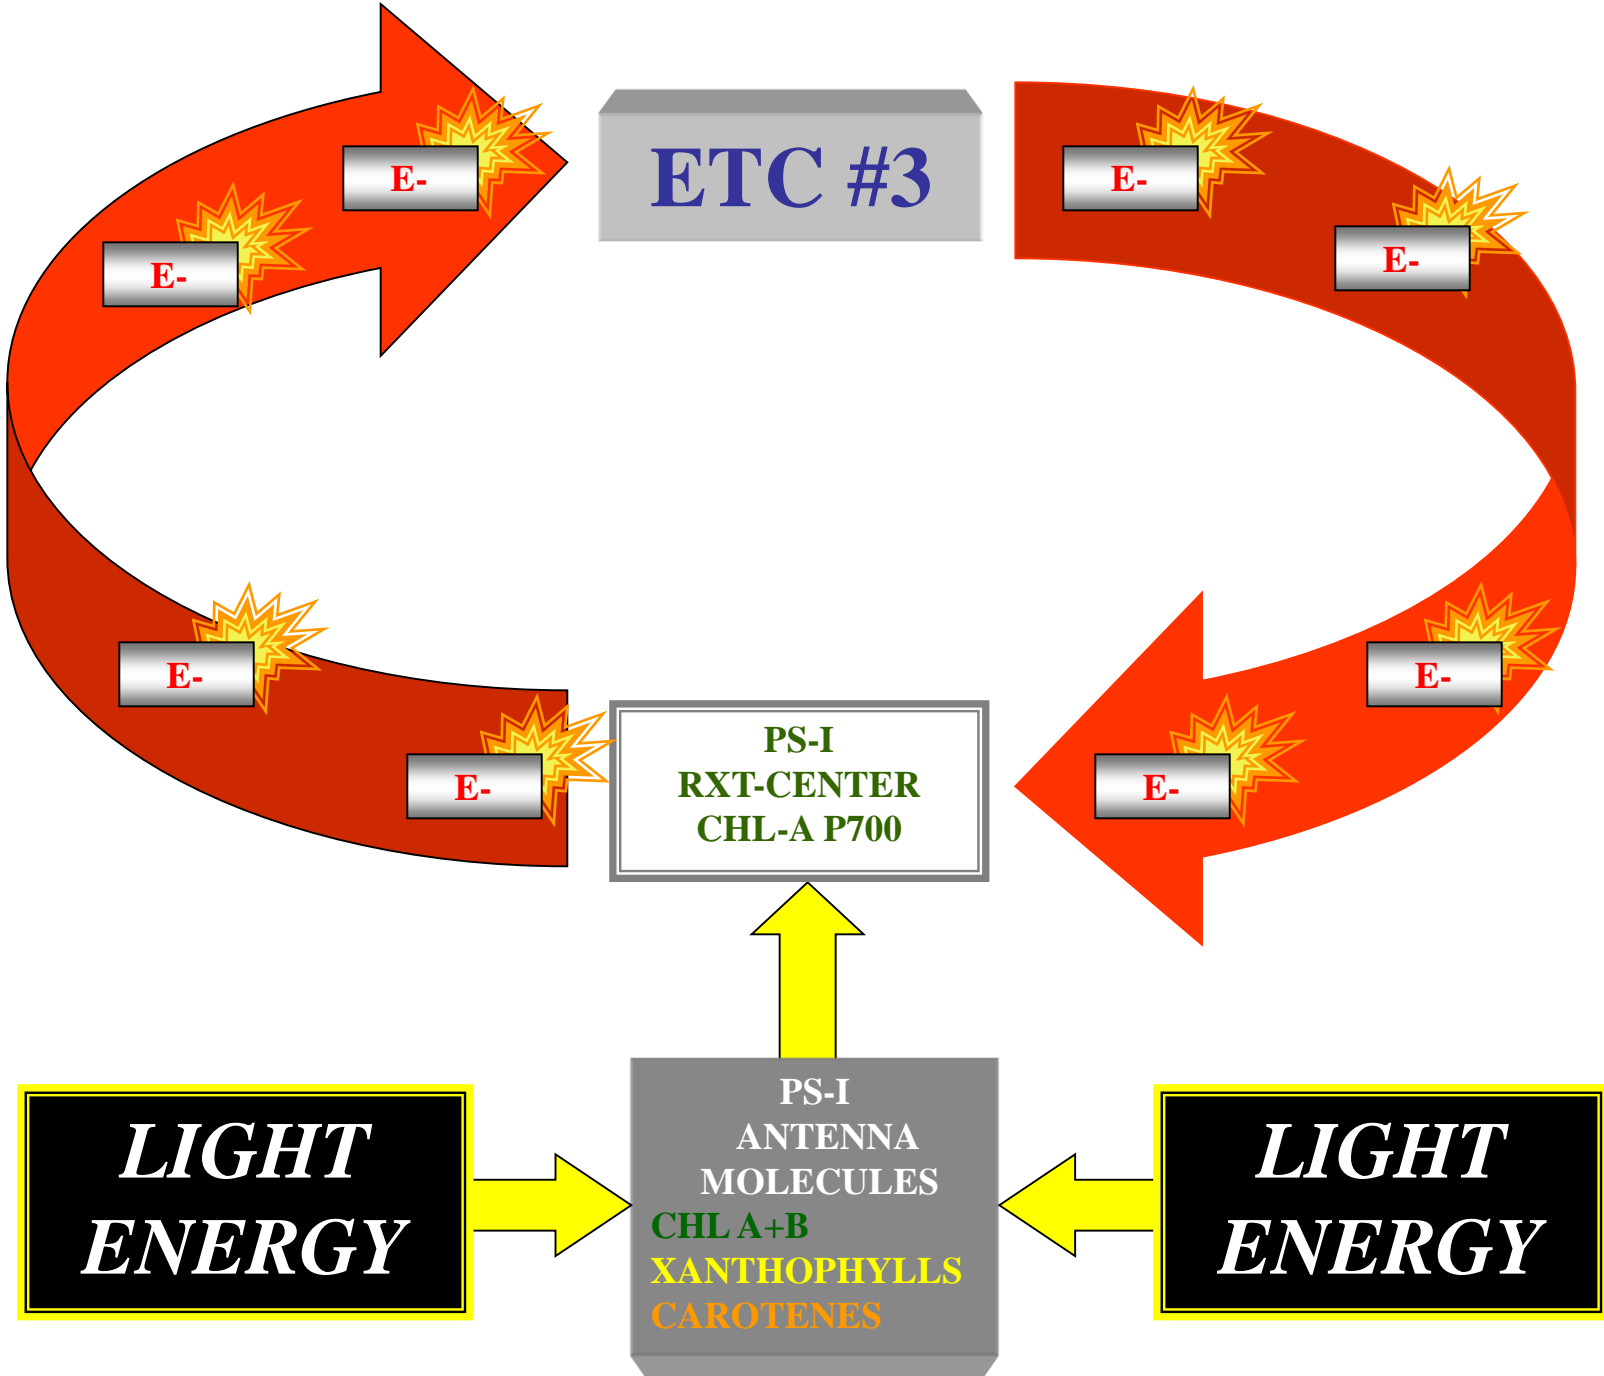 E-
ETC #3
E-
E-
E-
E-
E-
E-
E-
PS-I
RXT-CENTER
CHL-A P700
LIGHT
ENERGY
PS-I
ANTENNA
MOLECULES
CHL A+B
XANTHOPHYLLS
CAROTENES
LIGHT
ENERGY